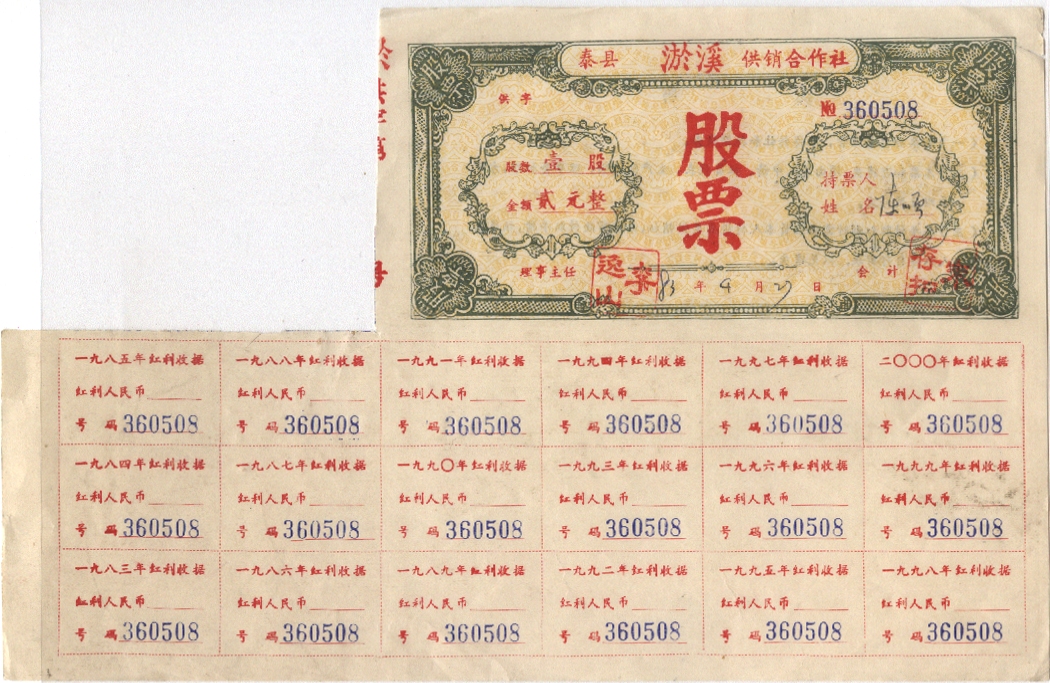 泰县 淤溪 供销合作社
供字
№ 360508
股票
股数 壹 股
金额 贰元整
持票人
姓 名
理事主任
83年9月27日
会计
一九八五年红利收据
红利人民币
号 码 360508
一九八八年红利收据
红利人民币
号 码 360508
一九九一年红利收据
红利人民币
号 码 360508
一九九四年红利收据
红利人民币
号 码 360508
一九九七年红利收据
红利人民币
号 码 360508
二〇〇〇年红利收据
红利人民币
号 码 360508
一九八四年红利收据
红利人民币
号 码 360508
一九八七年红利收据
红利人民币
号 码 360508
一九九〇年红利收据
红利人民币
号 码 360508
一九九三年红利收据
红利人民币
号 码 360508
一九九六年红利收据
红利人民币
号 码 360508
一九九九年红利收据
红利人民币
号 码 360508
一九八三年红利收据
红利人民币
号 码 360508
一九八六年红利收据
红利人民币
号 码 360508
一九八九年红利收据
红利人民币
号 码 360508
一九九二年红利收据
红利人民币
号 码 360508
一九九五年红利收据
红利人民币
号 码 360508
一九九八年红利收据
红利人民币
号 码 360508